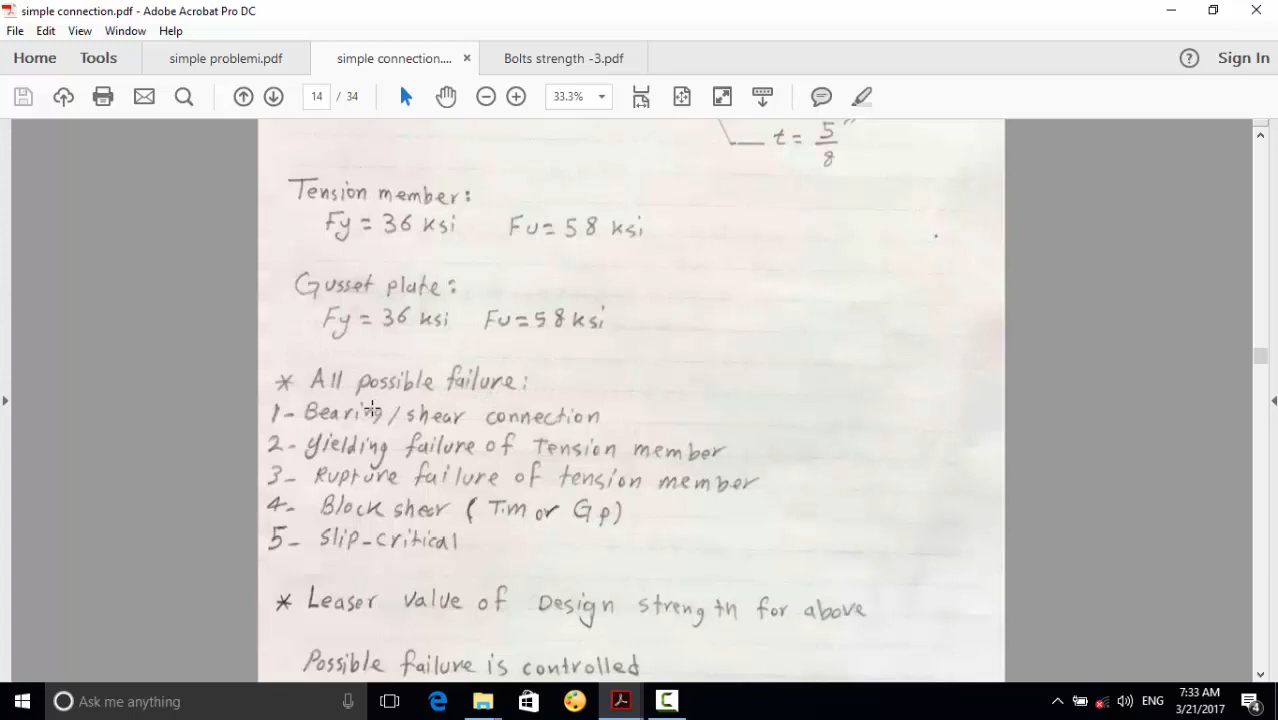 simple connection.pdf - Adobe Acrobat Pro DC
File Edit View Window Help
Home Tools simple problemi.pdf simple connection.... × Bolts strength -3.pdf Sign In
14 / 34 33.3%
t = 5/8"
Tension member:
Fy = 36 ksi Fu= 58 ksi
Gusset plate:
Fy = 36 ksi Fu=58 ksi
* All possible failure:
1- Bearing/shear connection
2- yielding failure of Tension member
3- Rupture failure of tension member
4- Block shear ( T.m or Gp)
5- Slip-critical
* Leaser value of Design strength for above
Possible failure is controlled
Ask me anything
ENG
7:33 AM
3/21/2017
4